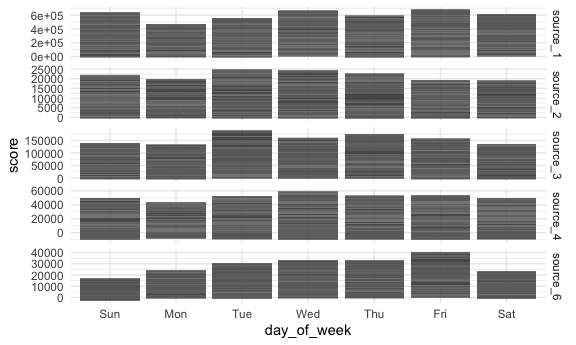 score
6e+05
4e+05
2e+05
0e+00
source_1
25000
20000
15000
10000
5000
0
source_2
150000
100000
50000
0
source_3
60000
40000
20000
0
source_4
40000
30000
20000
10000
0
source_6
Sun Mon Tue Wed Thu Fri Sat
day_of_week